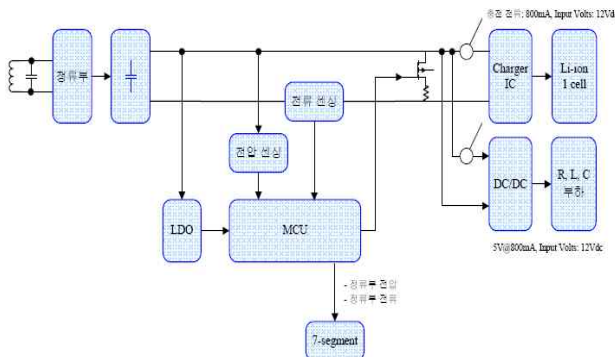 충전 전류: 800mA, Input Volts: 12Vd
정류부
Charger
IC
Li-ion
1 cell
전류 센싱
전압 센싱
DC/DC
R, L, C
부하
LDO
MCU
5V@800mA, Input Volts: 12Vdc
- 정류부 전압
- 정류부 전류
7-segment